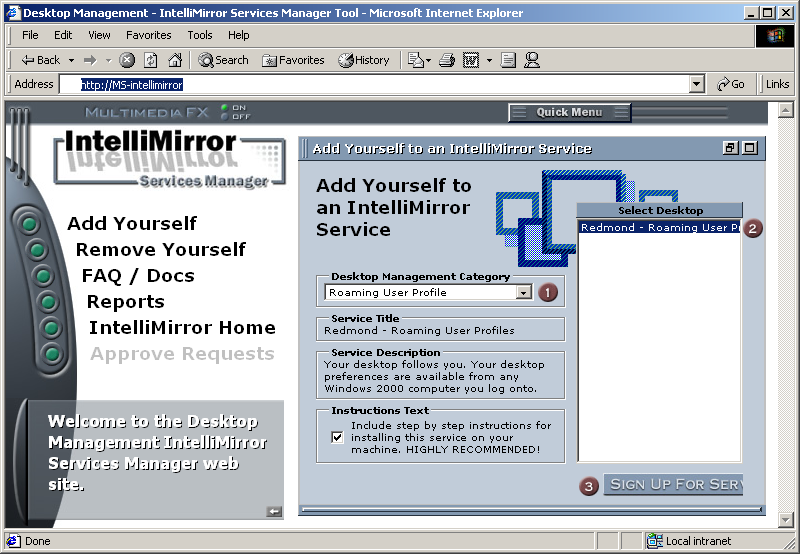 Desktop Management - IntelliMirror Services Manager Tool - Microsoft Internet Explorer
File Edit View Favorites Tools Help
Back Search Favorites History
Address http://MS-intellimirror Go Links
MULTIMEDIA FX ON
OFF
Quick Menu
IntelliMirror
Services Manager
Add Yourself
Remove Yourself
FAQ / Docs
Reports
IntelliMirror Home
Approve Requests
Welcome to the Desktop
Management IntelliMirror
Services Manager web
site.
Add Yourself to an IntelliMirror Service
Add Yourself to
an IntelliMirror
Service
Desktop Management Category
Roaming User Profile 1
Service Title
Redmond - Roaming User Profiles
Service Description
Your desktop follows you. Your desktop
preferences are available from any
Windows 2000 computer you log onto.
Instructions Text
Include step by step instructions for
installing this service on your
machine. HIGHLY RECOMMENDED!
Select Desktop
Redmond - Roaming User Pr 2
3 SIGN UP FOR SERV
Done Local intranet